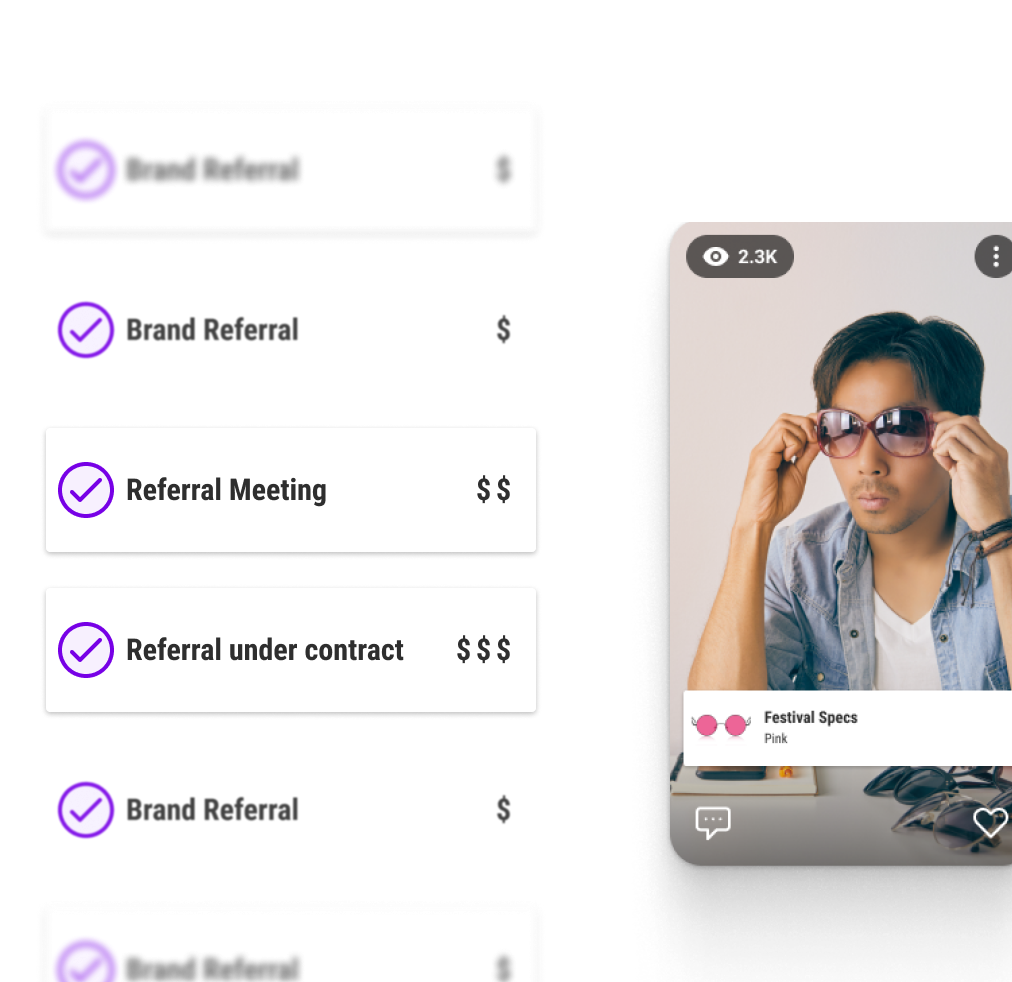 Brand Referral $
Brand Referral $
Referral Meeting $ $
Referral under contract $ $ $
Brand Referral $
Brand Referral $
2.3K
Festival Specs
Pink